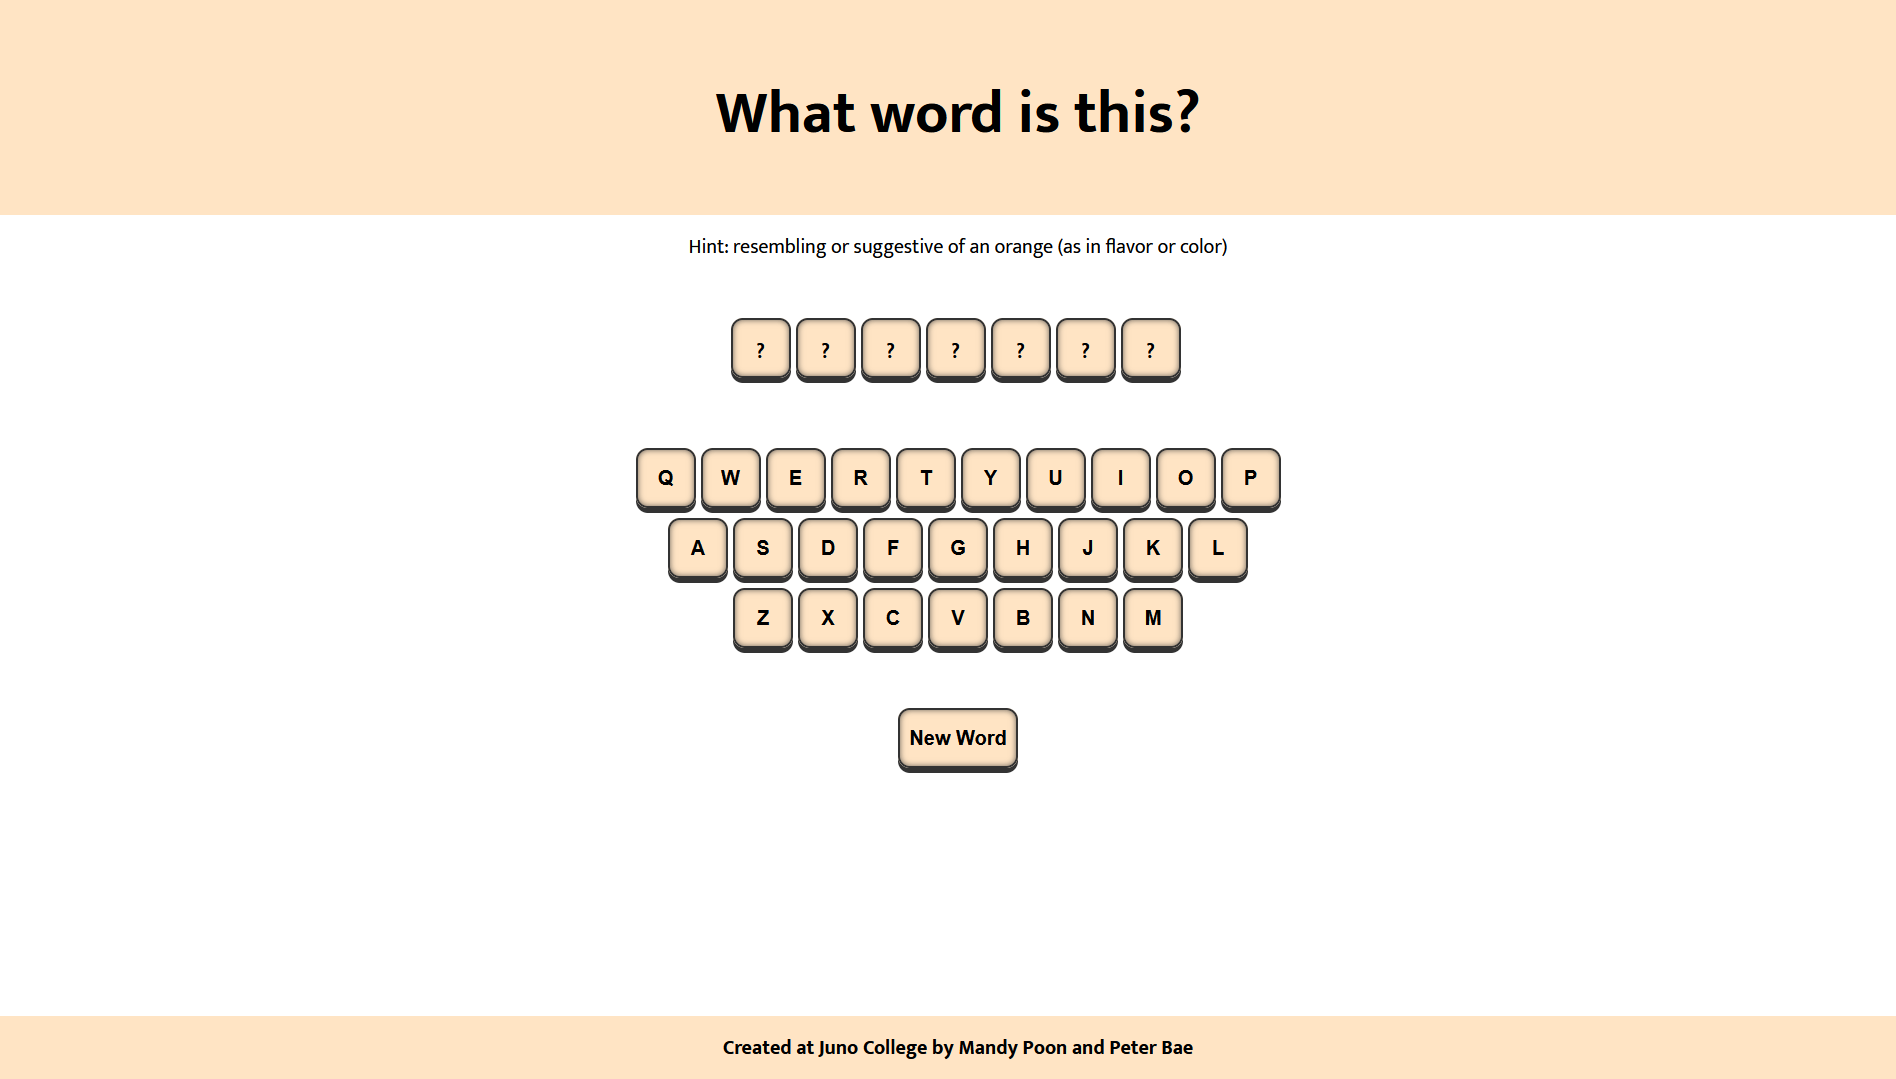 What word is this?
Hint: resembling or suggestive of an orange (as in flavor or color)
? ? ? ? ? ? ?
Q W E R T Y U I O P
A S D F G H J K L
Z X C V B N M
New Word
Created at Juno College by Mandy Poon and Peter Bae